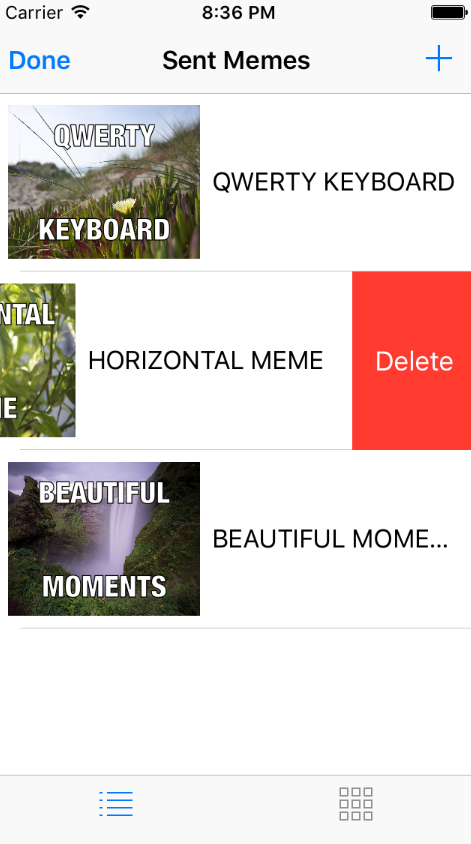 Carrier 8:36 PM
Done Sent Memes +
QWERTY
KEYBOARD
QWERTY KEYBOARD
NTAL
E
HORIZONTAL MEME
Delete
BEAUTIFUL
MOMENTS
BEAUTIFUL MOME...